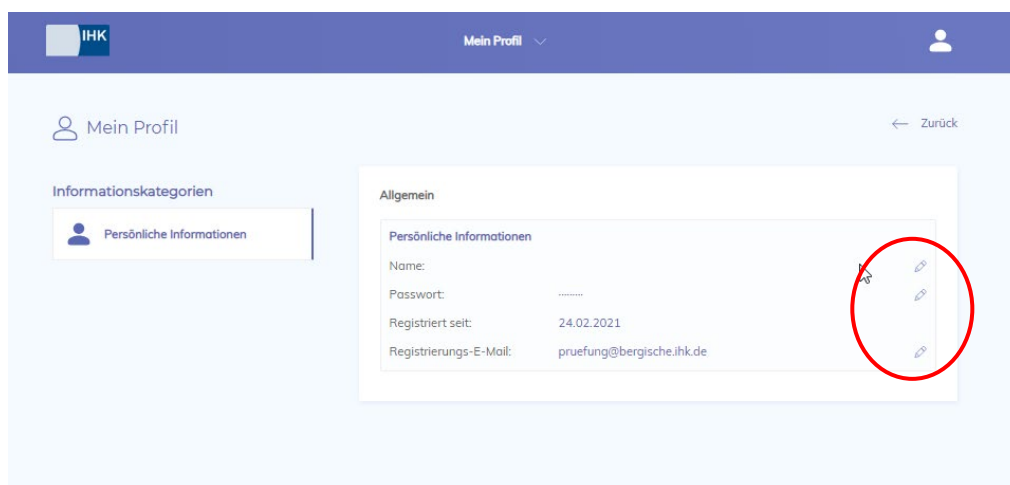 IHK
Mein Profil
Mein Profil
← Zurück
Informationskategorien
Persönliche Informationen
Allgemein
Persönliche Informationen
Name:
Passwort: ·········
Registriert seit: 24.02.2021
Registrierungs-E-Mail: pruefung@bergische.ihk.de